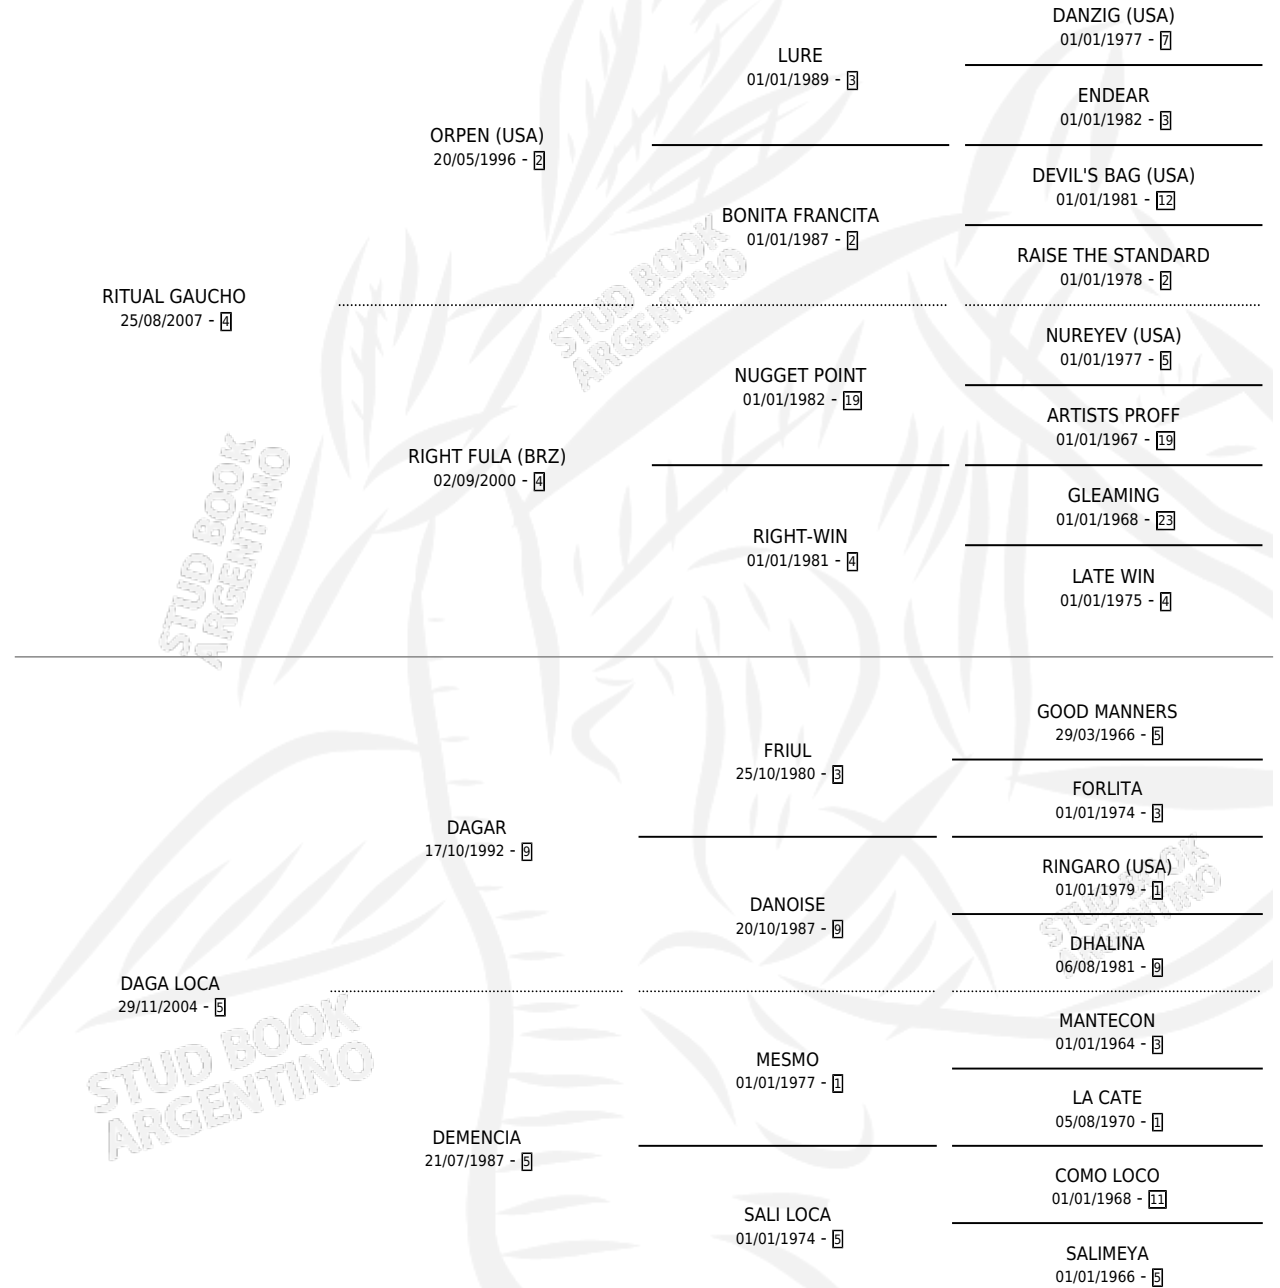 DANZIG (USA)
01/01/1977 - 7
LURE
01/01/1989 - 3
ENDEAR
01/01/1982 - 3
ORPEN (USA)
20/05/1996 - 2
DEVIL'S BAG (USA)
01/01/1981 - 12
BONITA FRANCITA
01/01/1987 - 2
RAISE THE STANDARD
01/01/1978 - 2
RITUAL GAUCHO
25/08/2007 - 4
NUREYEV (USA)
01/01/1977 - 5
NUGGET POINT
01/01/1982 - 19
ARTISTS PROFF
01/01/1967 - 19
RIGHT FULA (BRZ)
02/09/2000 - 4
GLEAMING
01/01/1968 - 23
RIGHT-WIN
01/01/1981 - 4
LATE WIN
01/01/1975 - 4
GOOD MANNERS
29/03/1966 - 5
FRIUL
25/10/1980 - 3
FORLITA
01/01/1974 - 3
DAGAR
17/10/1992 - 9
RINGARO (USA)
01/01/1979 - 1
DANOISE
20/10/1987 - 9
DHALINA
06/08/1981 - 9
DAGA LOCA
29/11/2004 - 5
MANTECON
01/01/1964 - 3
MESMO
01/01/1977 - 1
LA CATE
05/08/1970 - 1
DEMENCIA
21/07/1987 - 5
COMO LOCO
01/01/1968 - 11
SALI LOCA
01/01/1974 - 5
SALIMEYA
01/01/1966 - 5
STUD BOOK
ARGENTINO
STUD BOOK
ARGENTINO
STUD BOOK
ARGENTINO
STUD BOOK
ARGENTINO